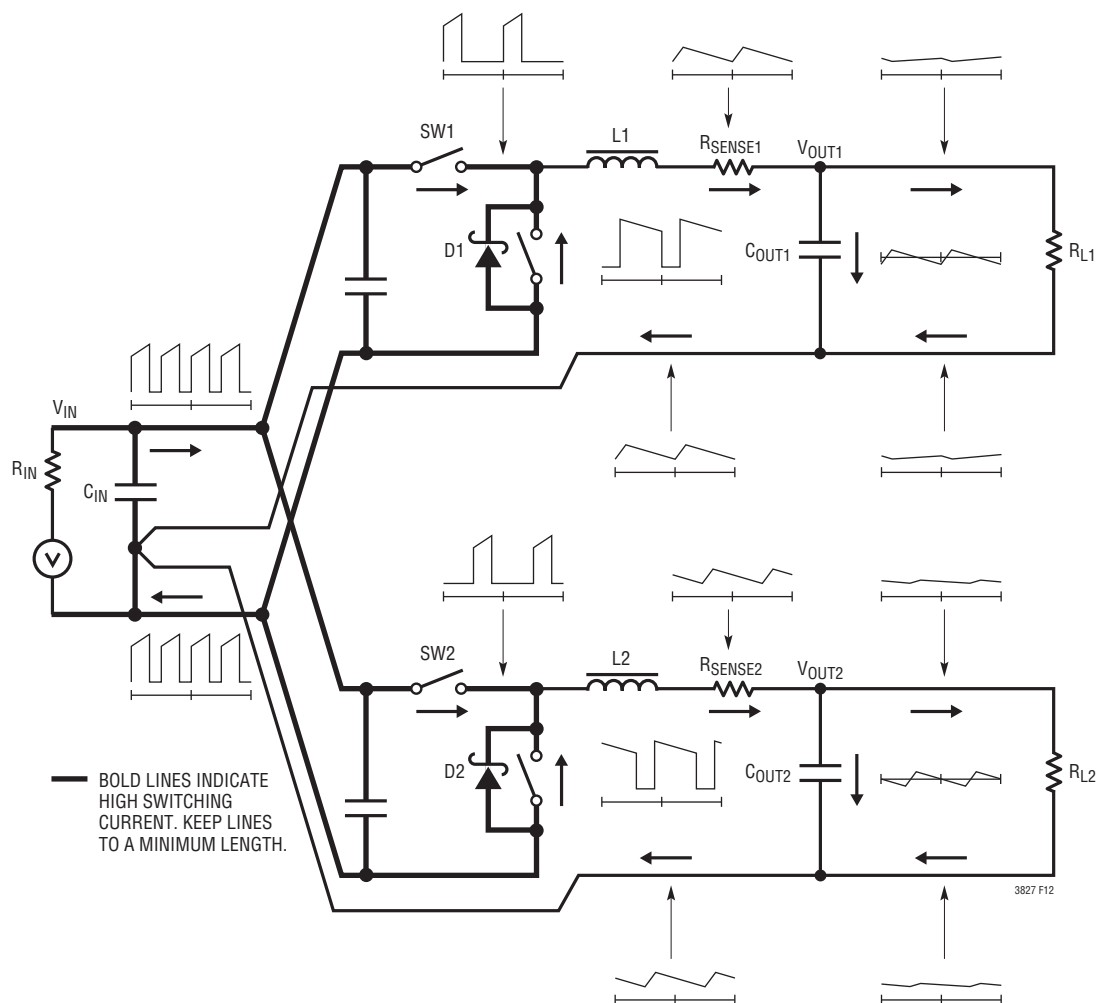 SW1
L1
RSENSE1
VOUT1
D1
COUT1
RL1
VIN
RIN
CIN
V
SW2
L2
RSENSE2
VOUT2
D2
COUT2
RL2
BOLD LINES INDICATE
HIGH SWITCHING
CURRENT. KEEP LINES
TO A MINIMUM LENGTH.
3827 F12